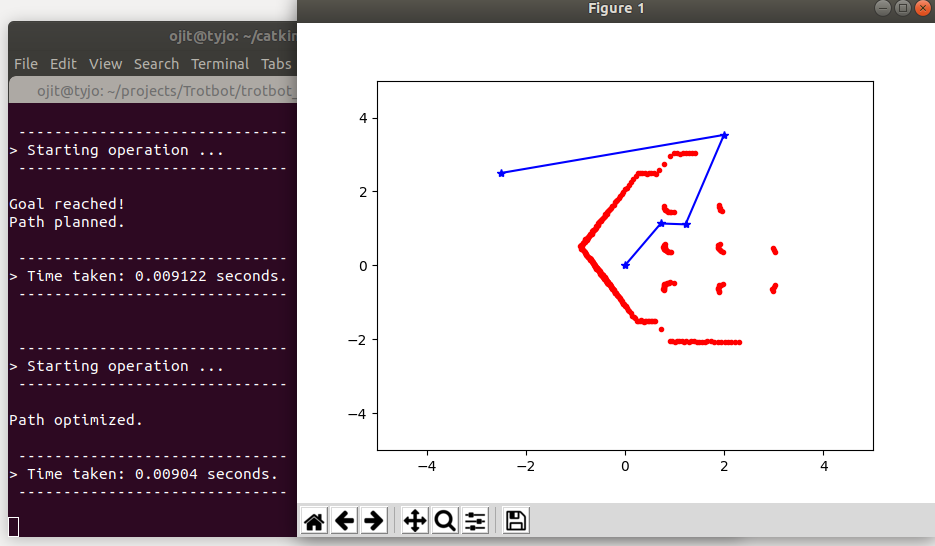 Figure 1
ojit@tyjo: ~/catkin
File Edit View Search Terminal Tabs
ojit@tyjo: ~/projects/Trotbot/trotbot_
------------------------------
> Starting operation ...
------------------------------
Goal reached!
Path planned.
------------------------------
> Time taken: 0.009122 seconds.
------------------------------
------------------------------
> Starting operation ...
------------------------------
Path optimized.
------------------------------
> Time taken: 0.00904 seconds.
------------------------------
4
2
0
−2
−4
−4 −2 0 2 4